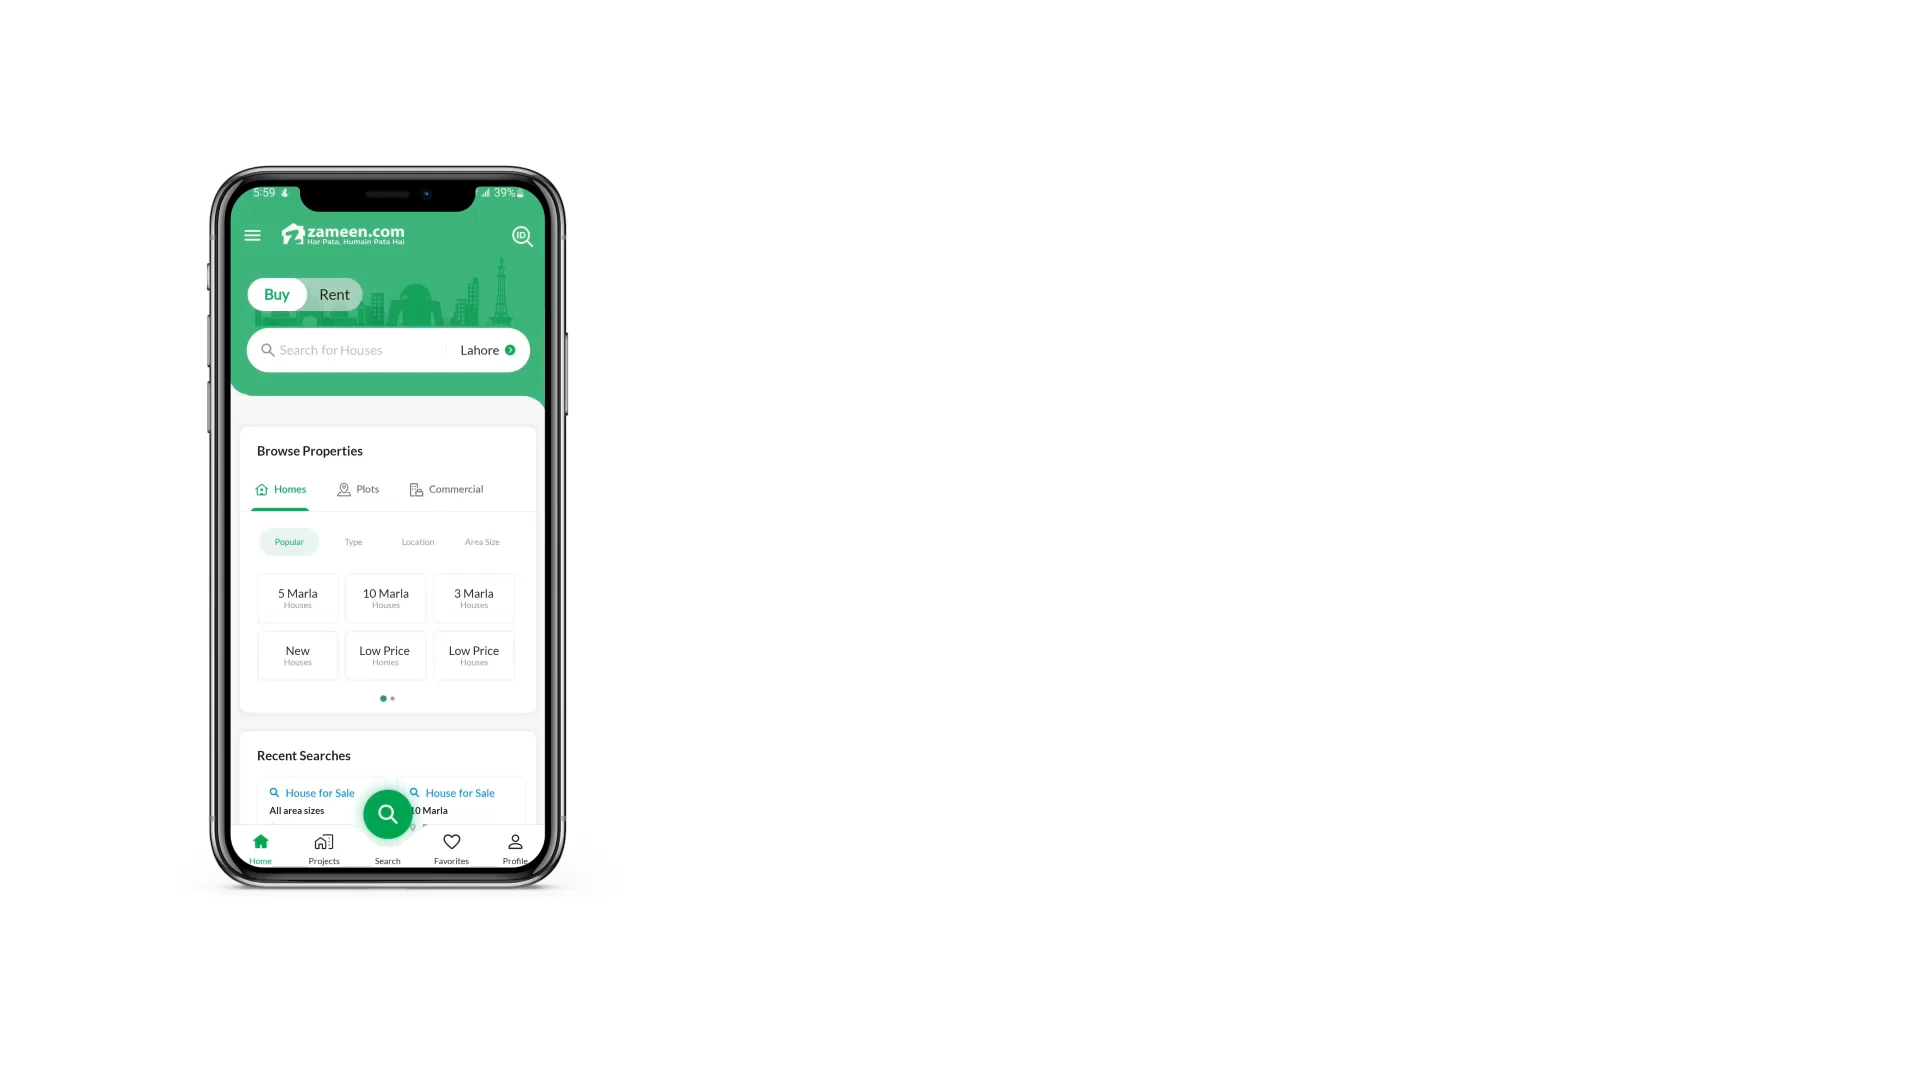 5:59
39%
zameen.com
Har Pata, Humain Pata Hai
ID
Buy Rent
Search for Houses Lahore
Browse Properties
Homes Plots Commercial
Popular Type Location Area Size
5 Marla 10 Marla 3 Marla
Houses Houses Houses
New Low Price Low Price
Houses Homes Houses
Recent Searches
House for Sale House for Sale
All area sizes 10 Marla
Home Projects Search Favorites Profile